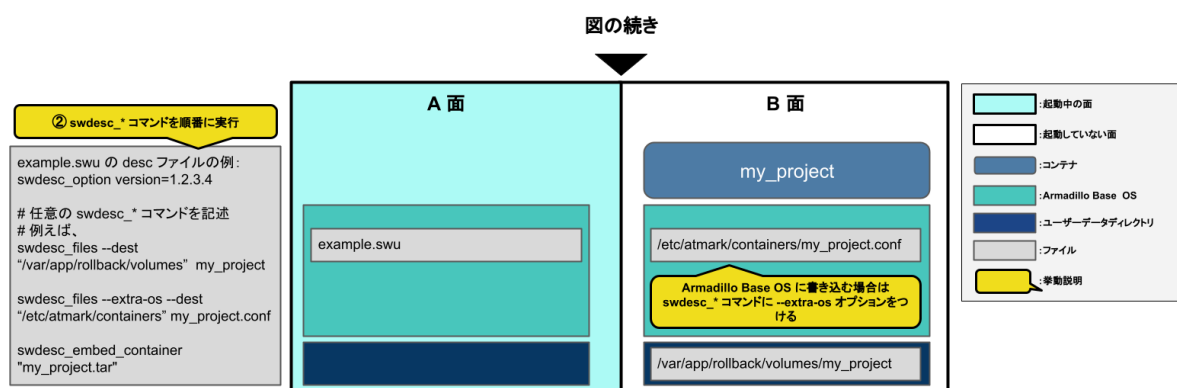 図の続き
② swdesc_* コマンドを順番に実行
example.swu の desc ファイルの例:
swdesc_option version=1.2.3.4
# 任意の swdesc_* コマンドを記述
# 例えば、
swdesc_files --dest
“/var/app/rollback/volumes” my_project
swdesc_files --extra-os --dest
“/etc/atmark/containers” my_project.conf
swdesc_embed_container
"my_project.tar"
A 面
example.swu
B 面
my_project
/etc/atmark/containers/my_project.conf
Armadillo Base OS に書き込む場合は
swdesc_* コマンドに --extra-os オプションをつ
ける
/var/app/rollback/volumes/my_project
:起動中の面
:起動していない面
:コンテナ
:Armadillo Base OS
:ユーザーデータディレクトリ
:ファイル
:挙動説明